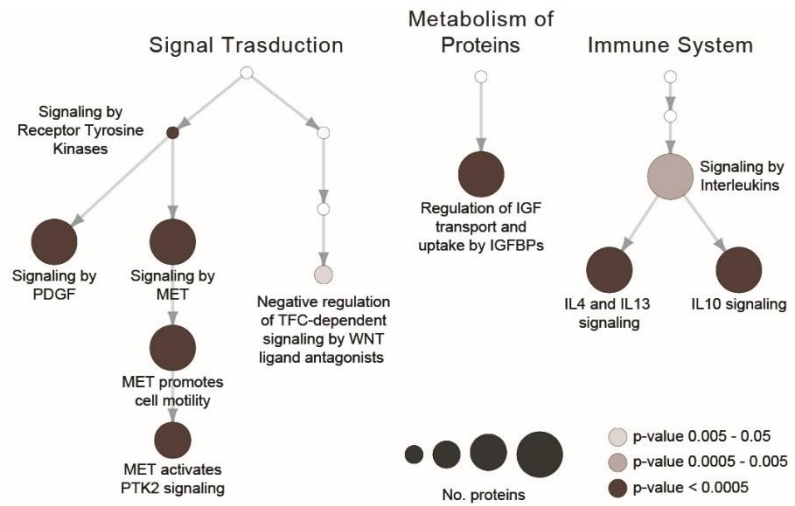 Signal Trasduction
Metabolism of
Proteins
Immune System
Signaling by
Receptor Tyrosine
Kinases
Signaling by
PDGF
Signaling by
MET
MET promotes
cell motility
MET activates
PTK2 signaling
Negative regulation
of TFC-dependent
signaling by WNT
ligand antagonists
Regulation of IGF
transport and
uptake by IGFBPs
Signaling by
Interleukins
IL4 and IL13
signaling
IL10 signaling
No. proteins
p-value 0.005 - 0.05
p-value 0.0005 - 0.005
p-value < 0.0005